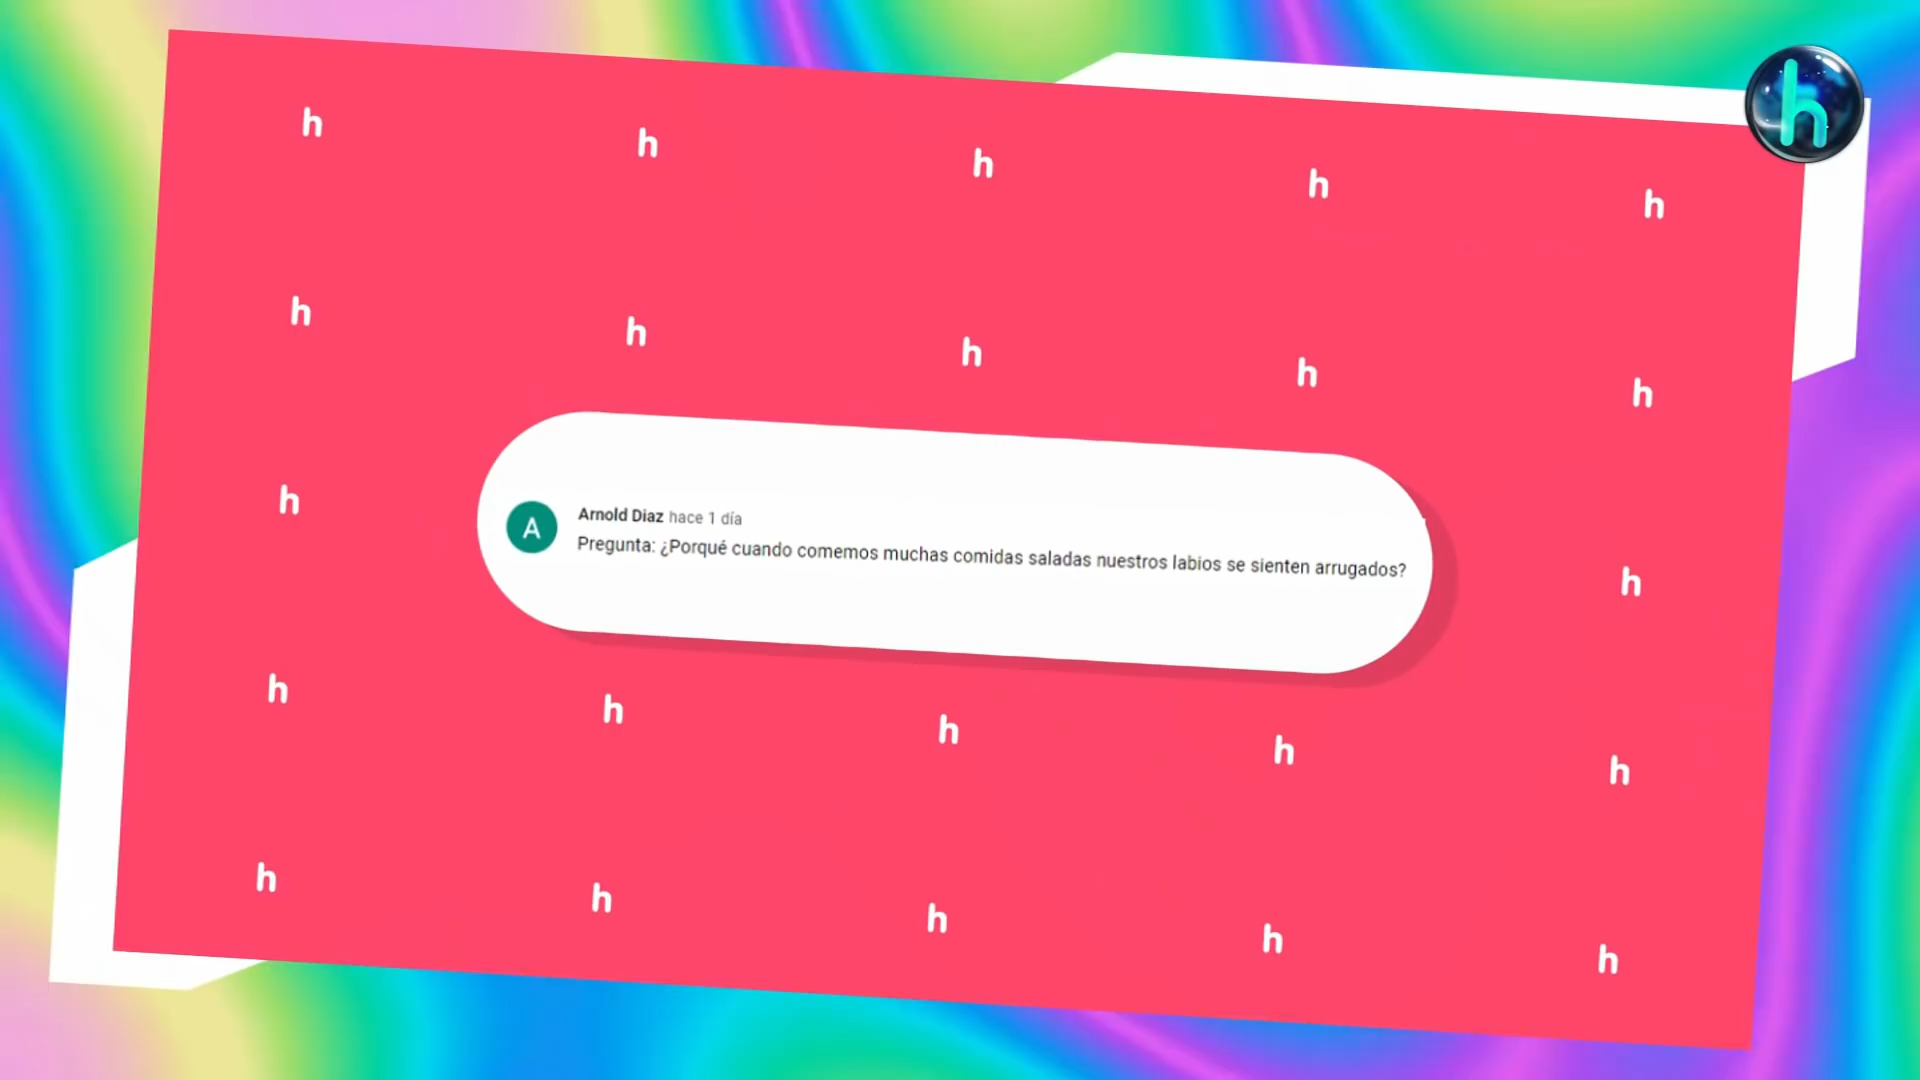 h h h h h
h h h h h
h
A
Arnold Diaz hace 1 día
Pregunta: ¿Porqué cuando comemos muchas comidas saladas nuestros labios se sienten arrugados?
h
h h h h h
h h h h h
h